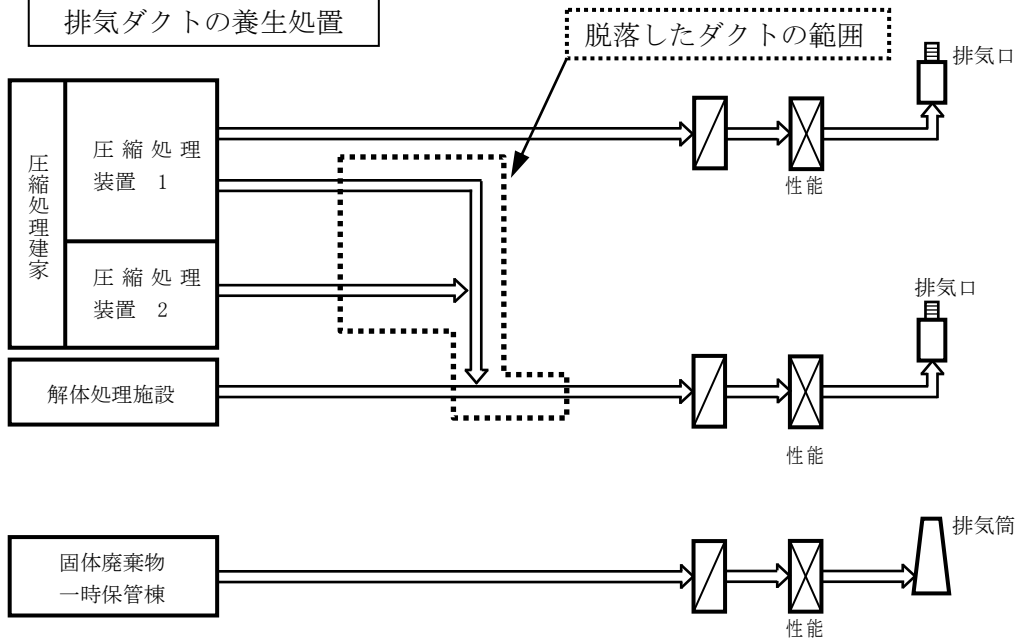 排気ダクトの養生処置
脱落したダクトの範囲
排気口
圧縮処理建家
圧縮処理
装置 1
性能
圧縮処理
装置 2
排気口
解体処理施設
性能
排気筒
固体廃棄物
一時保管棟
性能